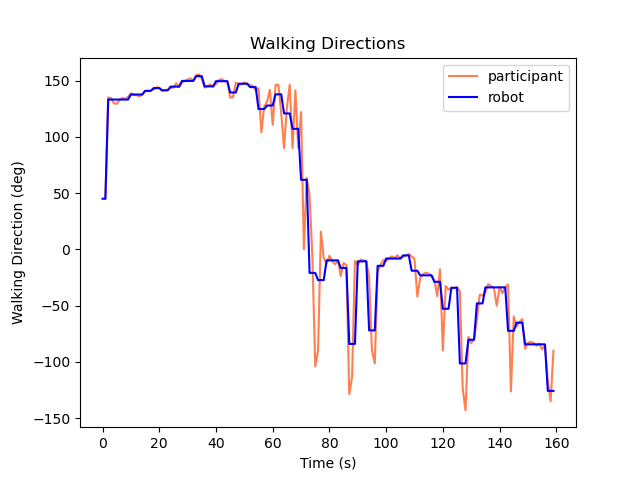 Walking Directions
participant
robot
Walking Direction (deg)
150
100
50
0
−50
−100
−150
0 20 40 60 80 100 120 140 160
Time (s)